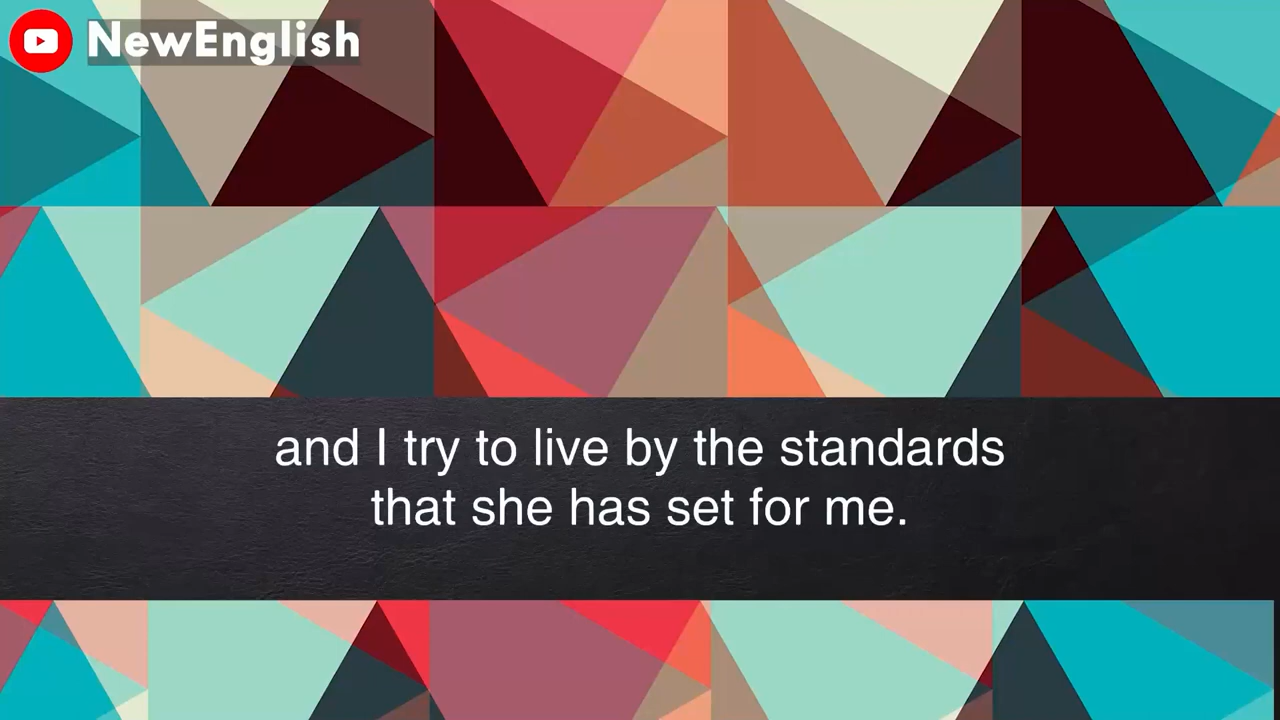 NewEnglish
and I try to live by the standards
that she has set for me.